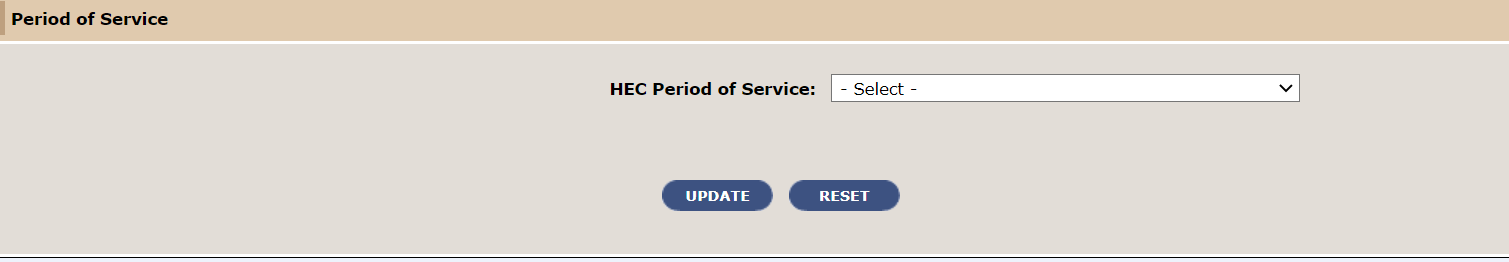 Period of Service
HEC Period of Service: - Select -
UPDATE RESET